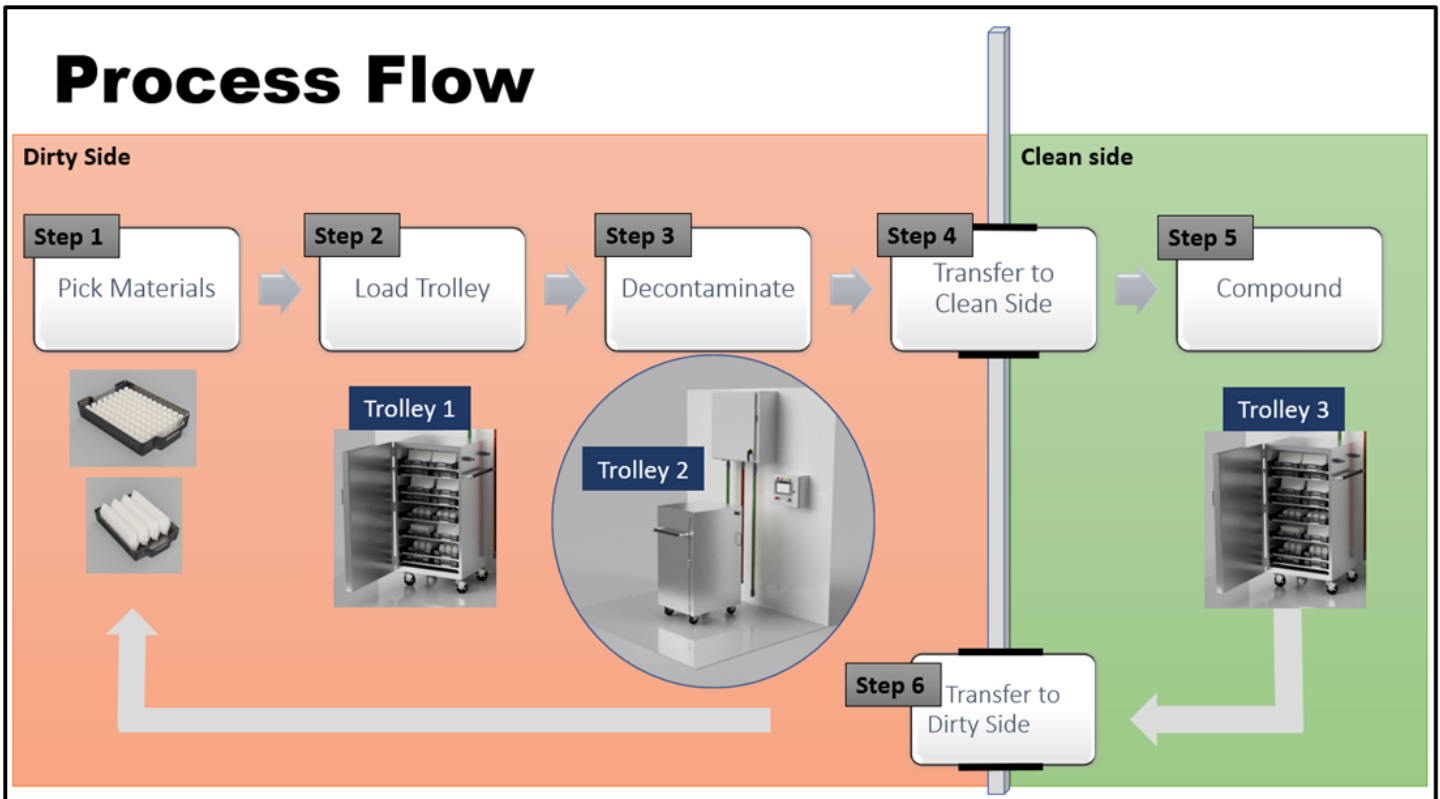 Process Flow
Dirty Side
Clean side
Step 1
Pick Materials
Step 2
Load Trolley
Step 3
Decontaminate
Step 4
Transfer to
Clean Side
Step 5
Compound
Trolley 1
Trolley 2
Trolley 3
Step 6
Transfer to
Dirty Side